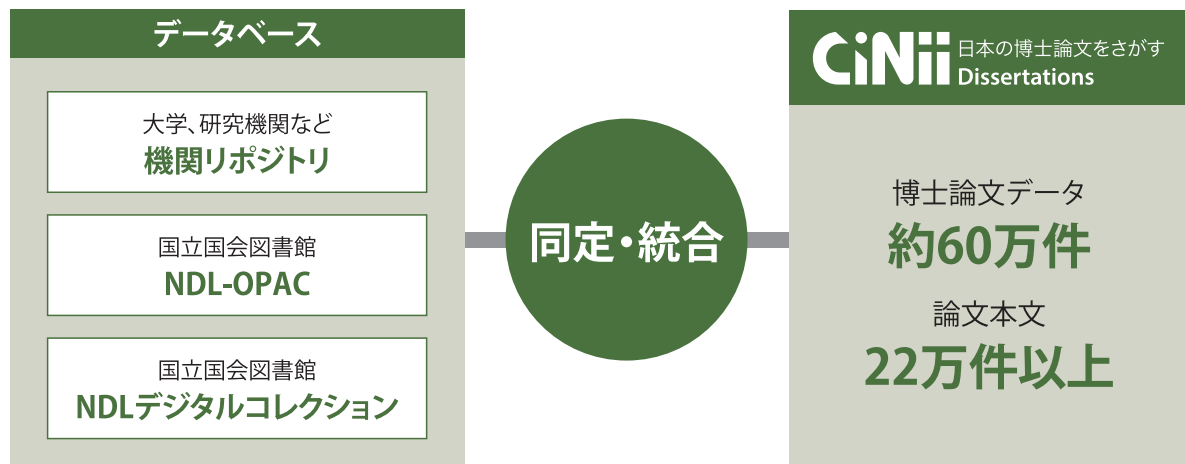 データベース
大学、研究機関など
機関リポジトリ
国立国会図書館
NDL-OPAC
国立国会図書館
NDLデジタルコレクション
同定・統合
CiNii 日本の博士論文をさがす
Dissertations
博士論文データ
約60万件
論文本文
22万件以上